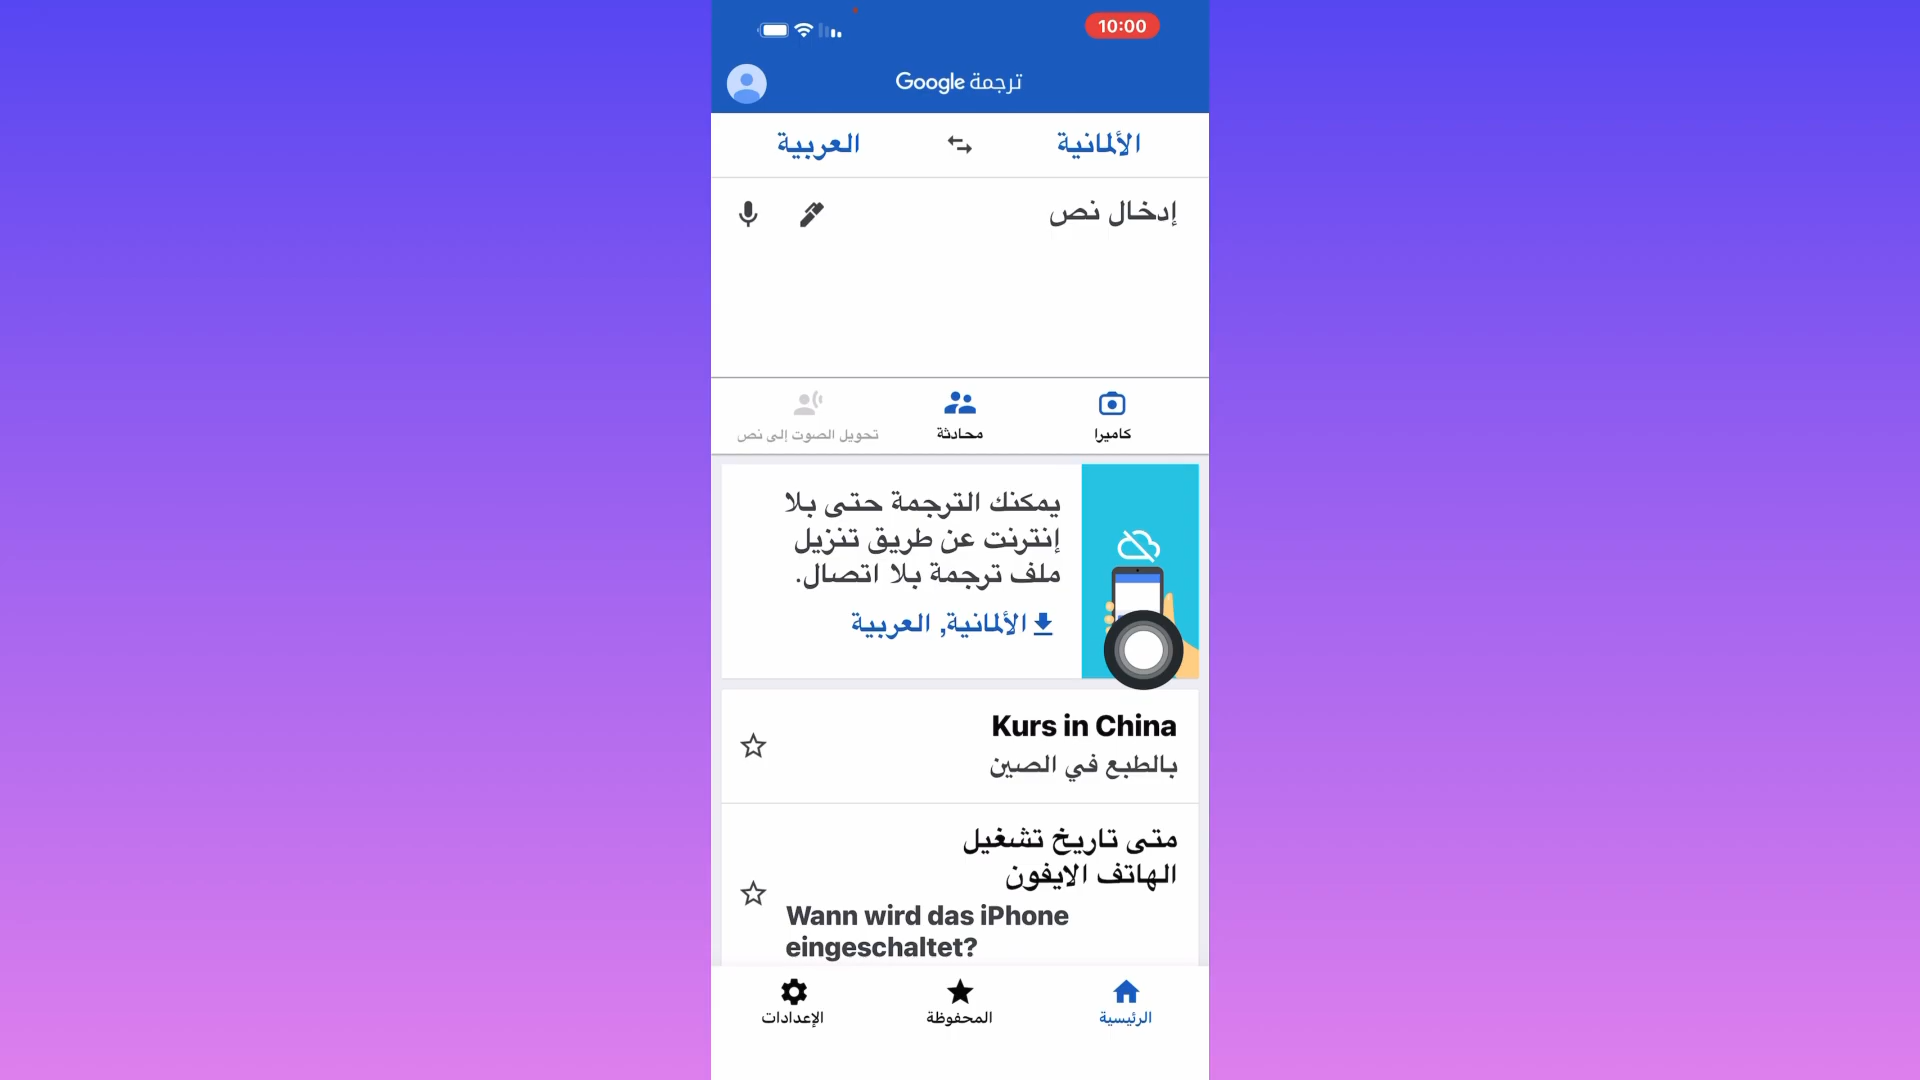 10:00
ترجمة Google
الألمانية
العربية
إدخال نص
كاميرا
محادثة
تحويل الصوت إلى نص
يمكنك الترجمة حتى بلا
إنترنت عن طريق تنزيل
ملف ترجمة بلا اتصال.
الألمانية, العربية
Kurs in China
بالطبع في الصين
متى تاريخ تشغيل
الهاتف الايفون
Wann wird das iPhone
eingeschaltet?
الرئيسية
المحفوظة
الإعدادات